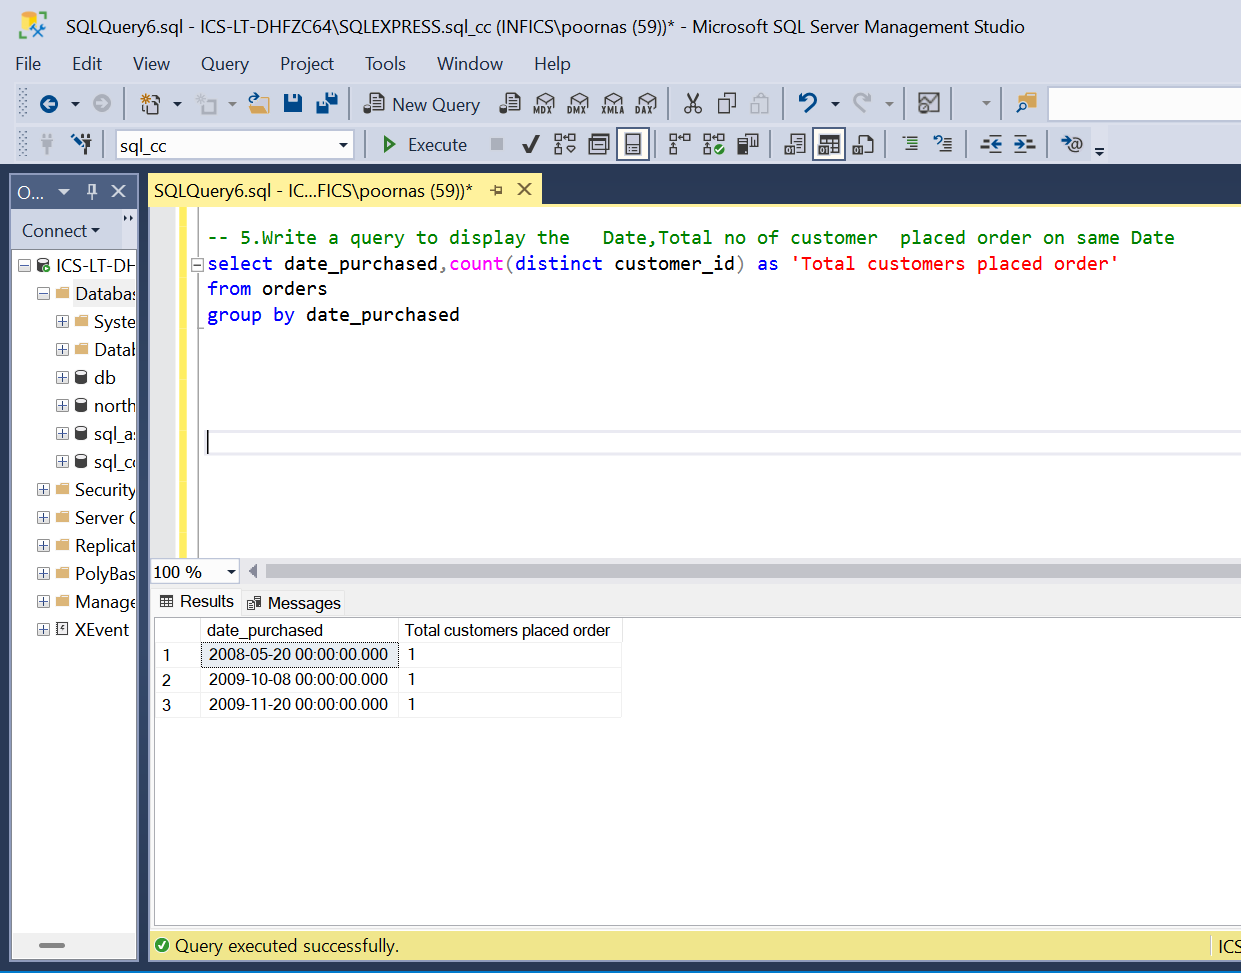 SQLQuery6.sql - ICS-LT-DHFZC64\SQLEXPRESS.sql_cc (INFICS\poornas (59))* - Microsoft SQL Server Management Studio
File Edit View Query Project Tools Window Help
New Query MDX DMX XMLA DAX
sql_cc Execute
O... SQLQuery6.sql - IC...FICS\poornas (59))*
Connect
ICS-LT-DH
Databas
Syste
Datab
db
north
sql_as
sql_cc
Security
Server O
Replicat
PolyBas
Manage
XEvent
-- 5.Write a query to display the   Date,Total no of customer  placed order on same Date
select date_purchased,count(distinct customer_id) as 'Total customers placed order'
from orders
group by date_purchased
100 %
Results Messages
date_purchased Total customers placed order
1 2008-05-20 00:00:00.000 1
2 2009-10-08 00:00:00.000 1
3 2009-11-20 00:00:00.000 1
Query executed successfully. ICS